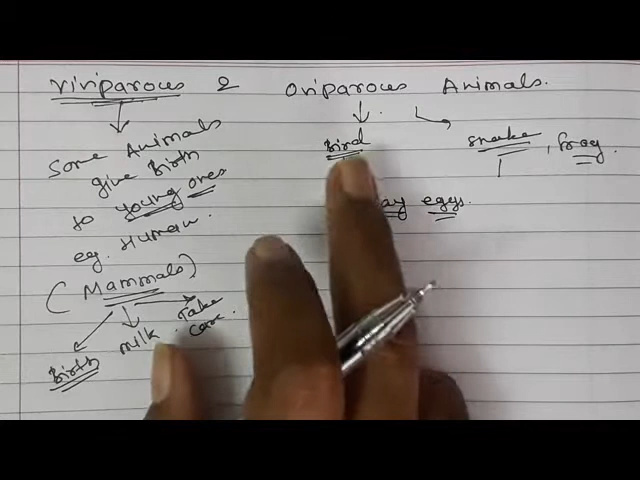 Viviparous & Oviparous Animals.
Some Animals
give Birth
to young ones
eg. Human.
(Mammals)
Birth milk. Take
care.
Bird snake, frog.
lay eggs.